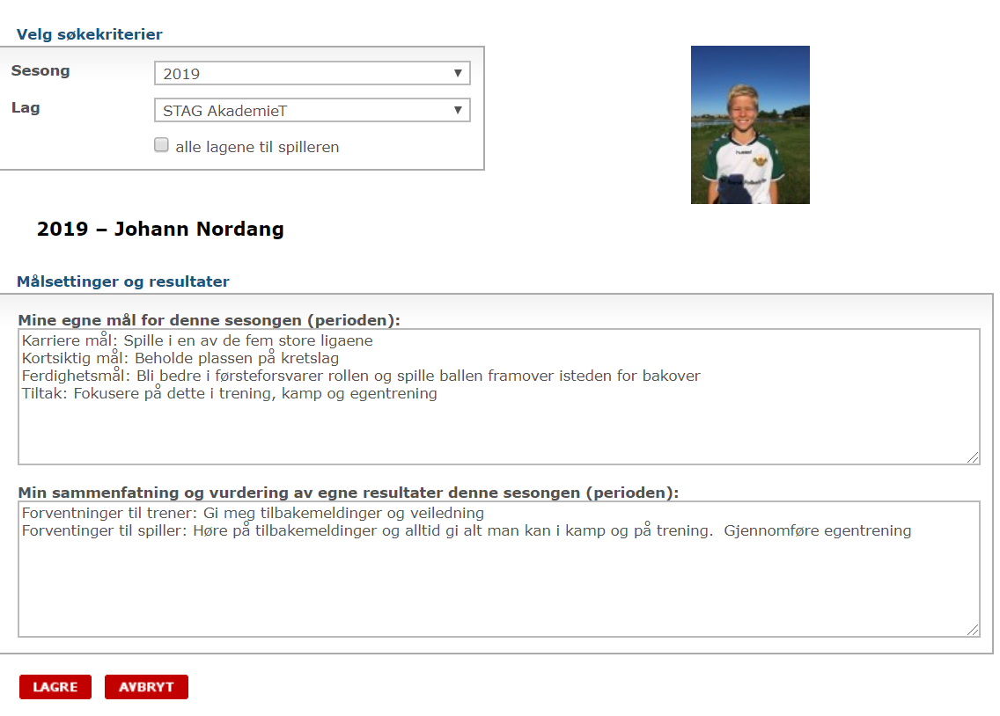 Velg søkekriterier
Sesong
2019
Lag
STAG AkademieT
alle lagene til spilleren
hummel
2019 – Johann Nordang
Målsettinger og resultater
Mine egne mål for denne sesongen (perioden):
Karriere mål: Spille i en av de fem store ligaene
Kortsiktig mål: Beholde plassen på kretslag
Ferdighetsmål: Bli bedre i førsteforsvarer rollen og spille ballen framover isteden for bakover
Tiltak: Fokusere på dette i trening, kamp og egentrening
Min sammenfatning og vurdering av egne resultater denne sesongen (perioden):
Forventninger til trener: Gi meg tilbakemeldinger og veiledning
Forventinger til spiller: Høre på tilbakemeldinger og alltid gi alt man kan i kamp og på trening.  Gjennomføre egentrening
LAGRE
AVBRYT